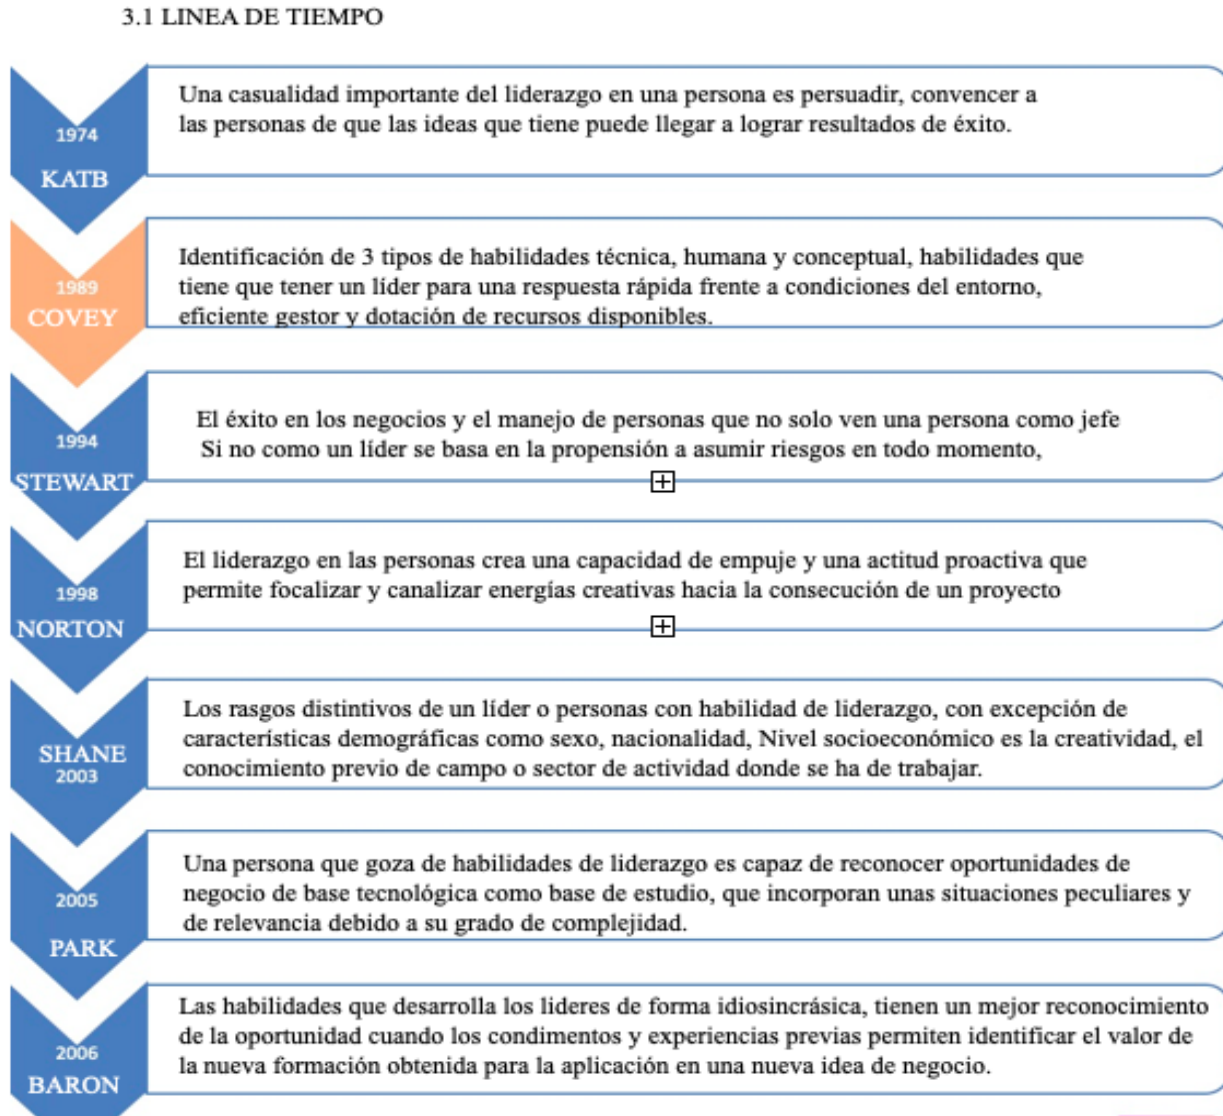 3.1 LINEA DE TIEMPO
1974
KATB
Una casualidad importante del liderazgo en una persona es persuadir, convencer a
las personas de que las ideas que tiene puede llegar a lograr resultados de éxito.
1989
COVEY
Identificación de 3 tipos de habilidades técnica, humana y conceptual, habilidades que
tiene que tener un líder para una respuesta rápida frente a condiciones del entorno,
eficiente gestor y dotación de recursos disponibles.
1994
STEWART
El éxito en los negocios y el manejo de personas que no solo ven una persona como jefe
Si no como un líder se basa en la propensión a asumir riesgos en todo momento,
1998
NORTON
El liderazgo en las personas crea una capacidad de empuje y una actitud proactiva que
permite focalizar y canalizar energías creativas hacia la consecución de un proyecto
SHANE
2003
Los rasgos distintivos de un líder o personas con habilidad de liderazgo, con excepción de
características demográficas como sexo, nacionalidad, Nivel socioeconómico es la creatividad, el
conocimiento previo de campo o sector de actividad donde se ha de trabajar.
2005
PARK
Una persona que goza de habilidades de liderazgo es capaz de reconocer oportunidades de
negocio de base tecnológica como base de estudio, que incorporan unas situaciones peculiares y
de relevancia debido a su grado de complejidad.
2006
BARON
Las habilidades que desarrolla los lideres de forma idiosincrásica, tienen un mejor reconocimiento
de la oportunidad cuando los condimentos y experiencias previas permiten identificar el valor de
la nueva formación obtenida para la aplicación en una nueva idea de negocio.